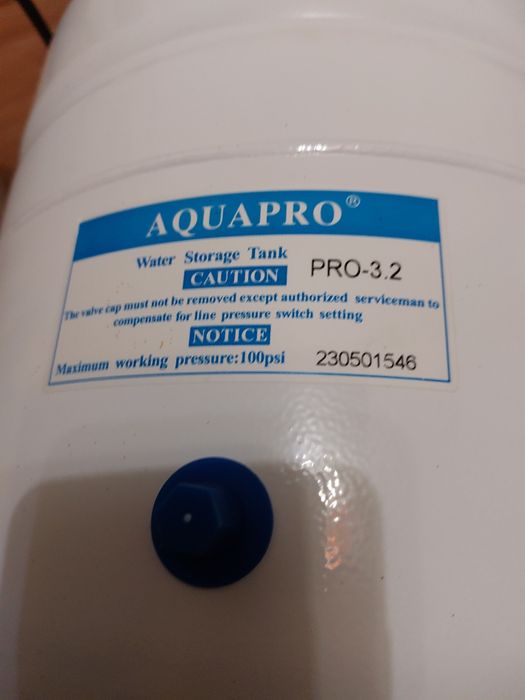 AQUAPRO®
Water Storage Tank
CAUTION PRO-3.2
The valve cap must not be removed except authorized serviceman to
compensate for line pressure switch setting
NOTICE
Maximum working pressure:100psi 230501546